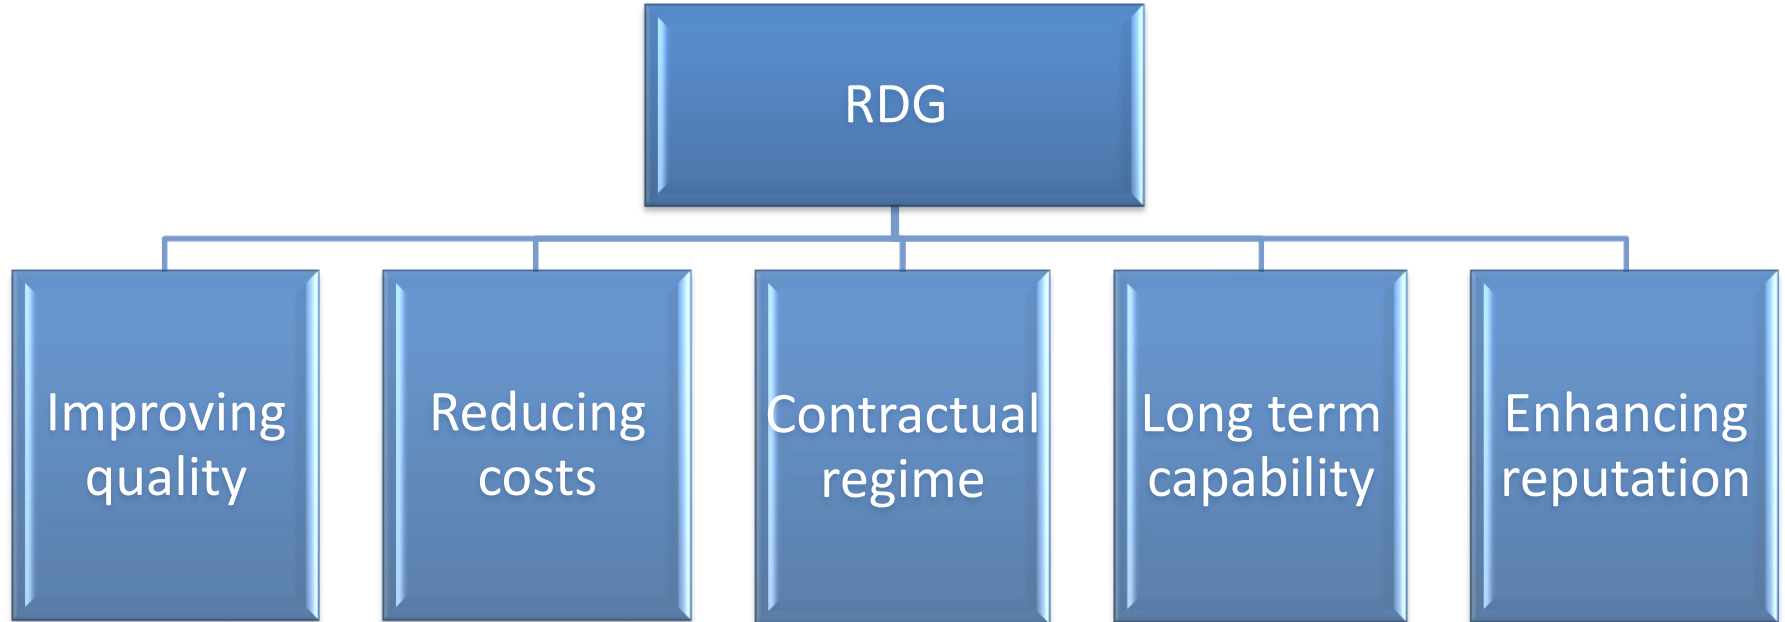 RDG
Improving
quality
Reducing
costs
Contractual
regime
Long term
capability
Enhancing
reputation